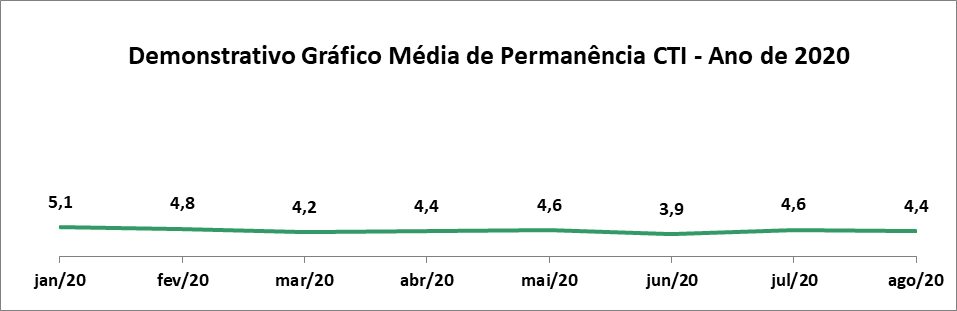 Demonstrativo Gráfico Média de Permanência CTI - Ano de 2020
5,1 4,8 4,2 4,4 4,6 3,9 4,6 4,4
jan/20 fev/20 mar/20 abr/20 mai/20 jun/20 jul/20 ago/20